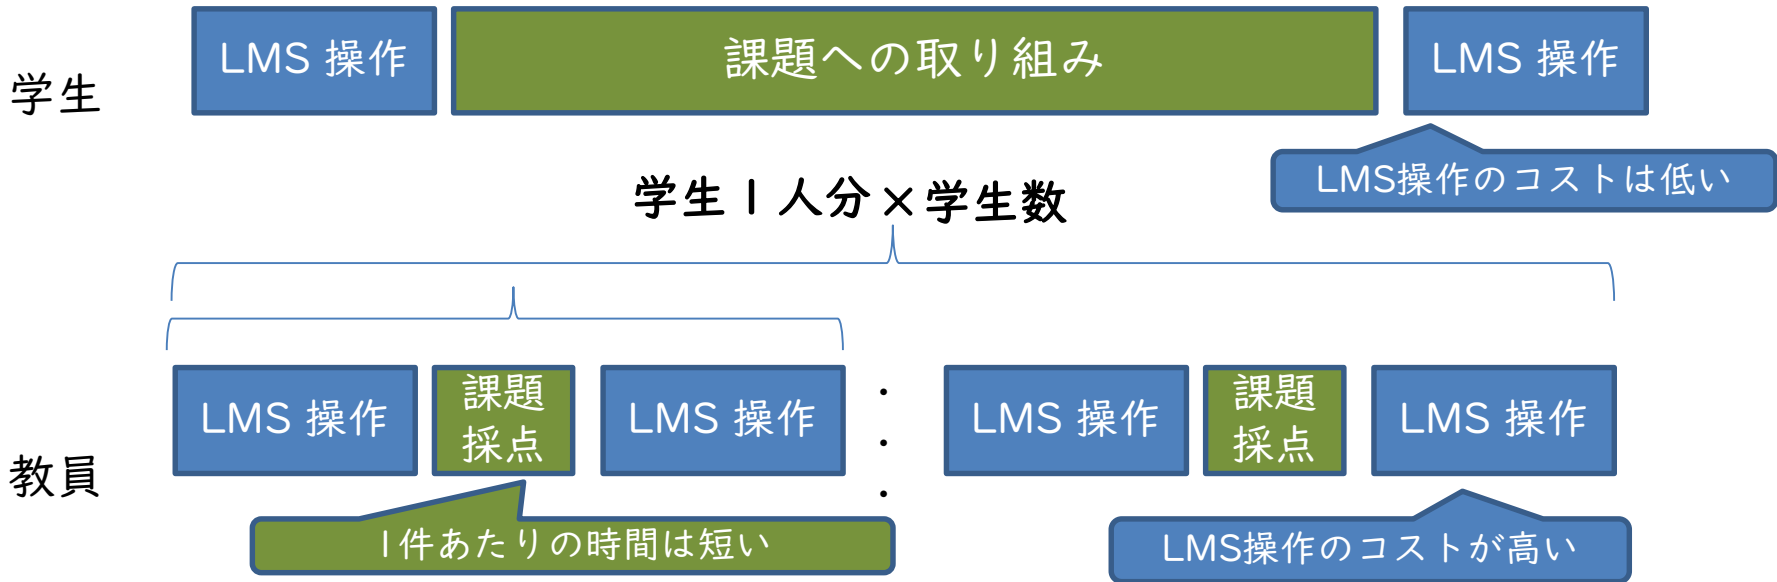 学生
LMS 操作
課題への取り組み
LMS 操作
LMS操作のコストは低い
学生1人分×学生数
教員
LMS 操作
課題
採点
LMS 操作
・
・
・
LMS 操作
課題
採点
LMS 操作
1件あたりの時間は短い
LMS操作のコストが高い